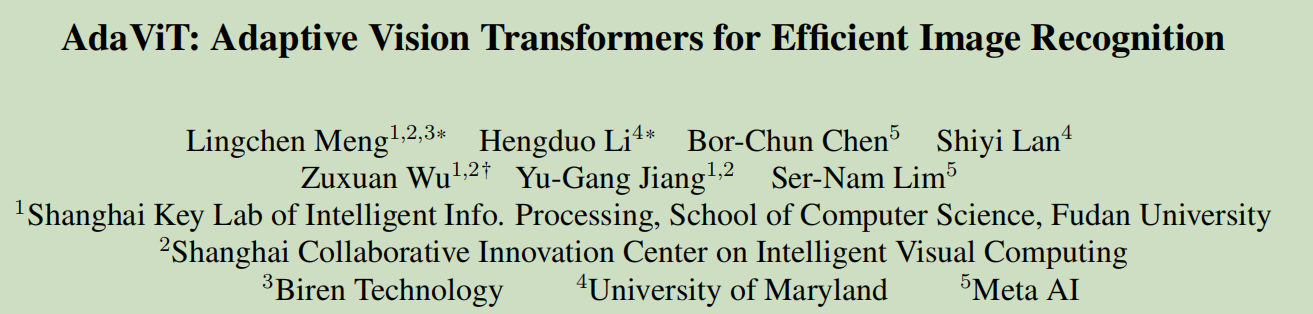 AdaViT: Adaptive Vision Transformers for Efficient Image Recognition
Lingchen Meng1,2,3* Hengduo Li4* Bor-Chun Chen5 Shiyi Lan4
Zuxuan Wu1,2† Yu-Gang Jiang1,2 Ser-Nam Lim5
1Shanghai Key Lab of Intelligent Info. Processing, School of Computer Science, Fudan University
2Shanghai Collaborative Innovation Center on Intelligent Visual Computing
3Biren Technology 4University of Maryland 5Meta AI